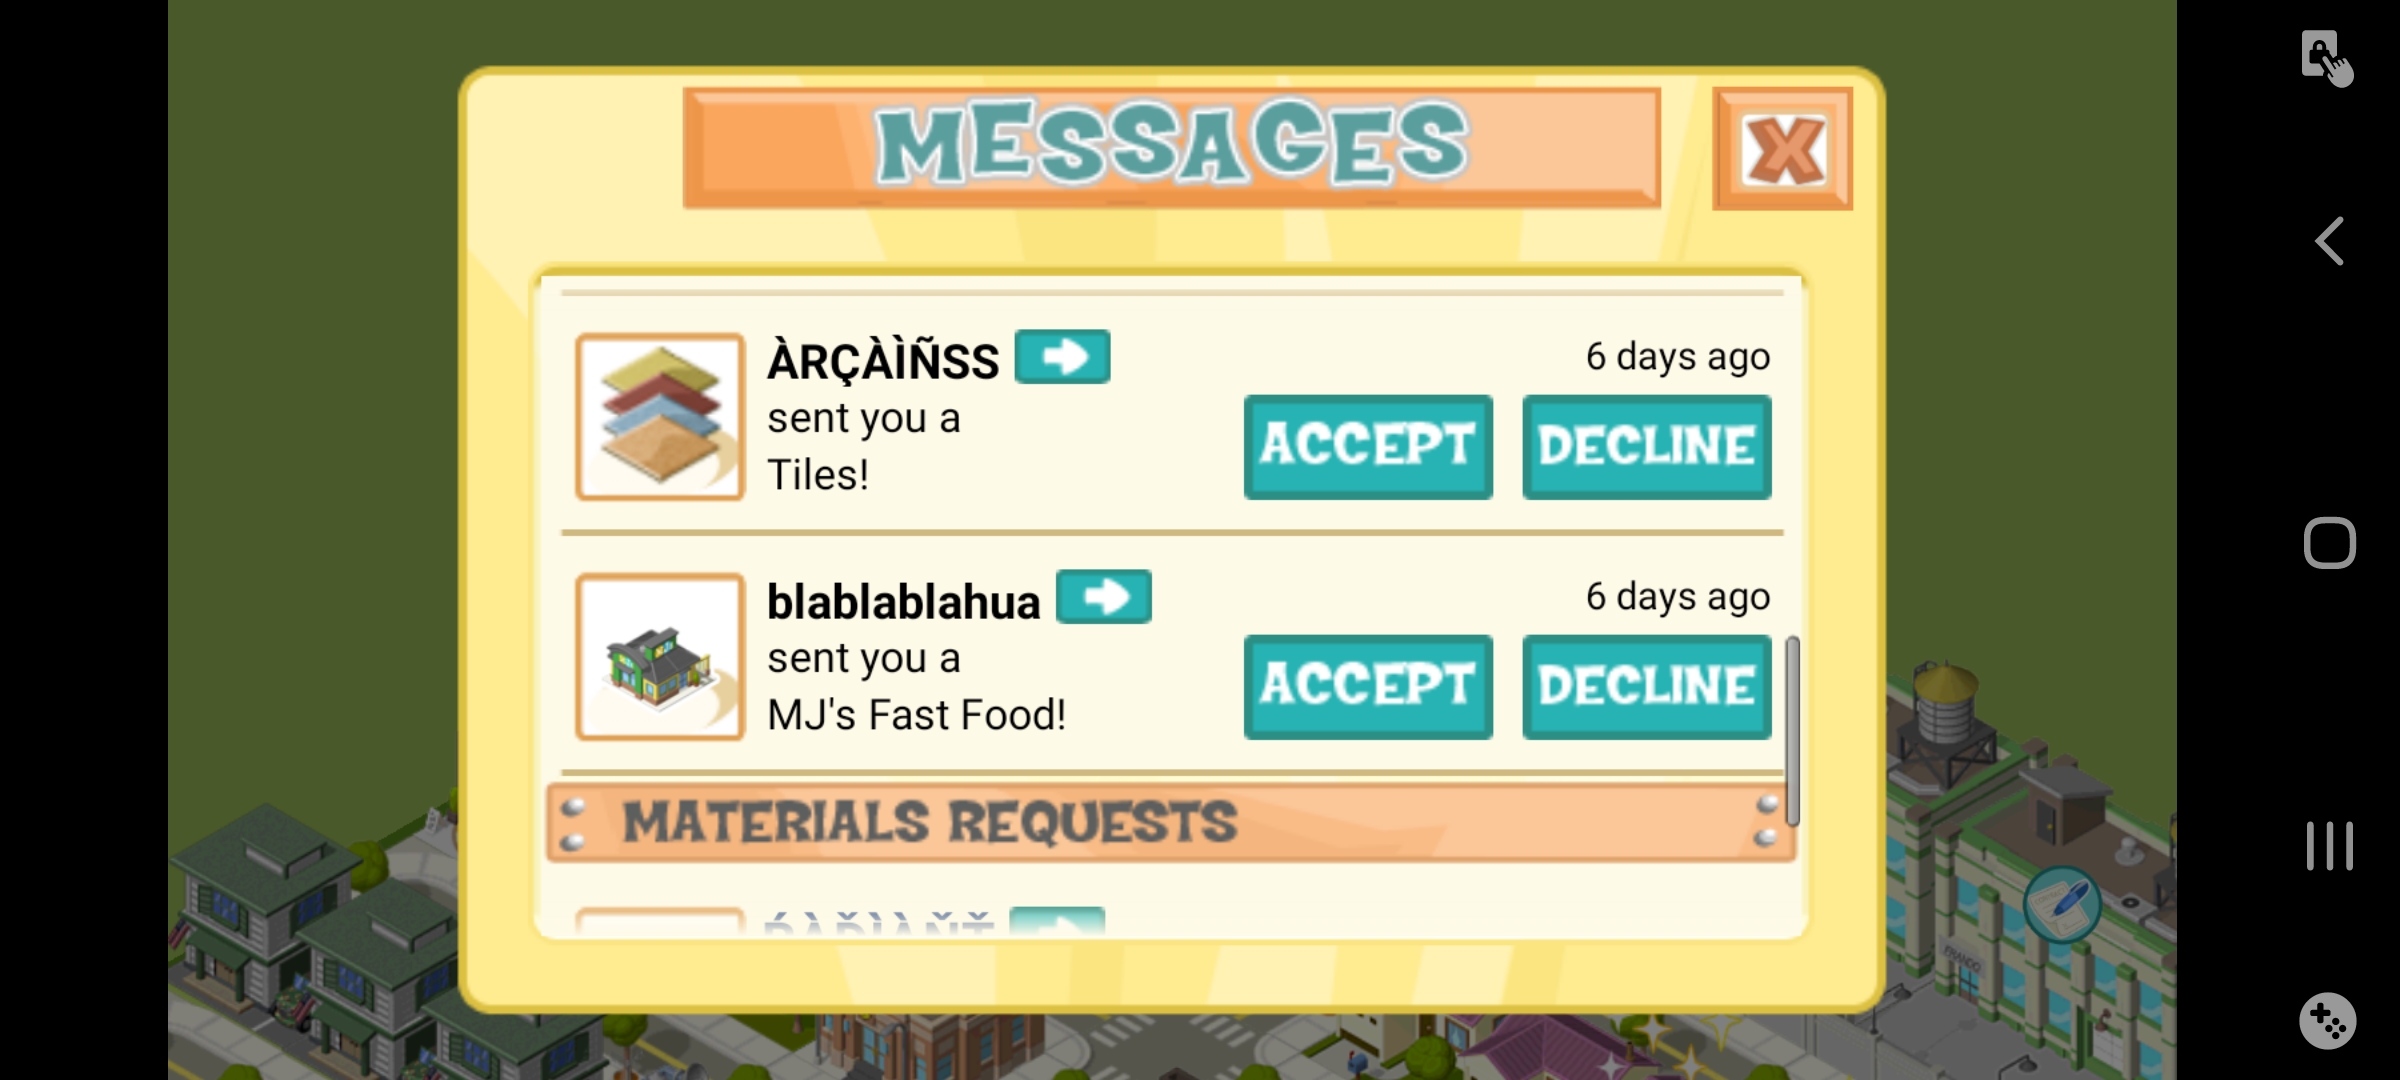 MESSAGES
X
ÀRÇÀÌÑSS
6 days ago
sent you a
Tiles!
ACCEPT
DECLINE
blablablahua
6 days ago
sent you a
MJ's Fast Food!
ACCEPT
DECLINE
MATERIALS REQUESTS